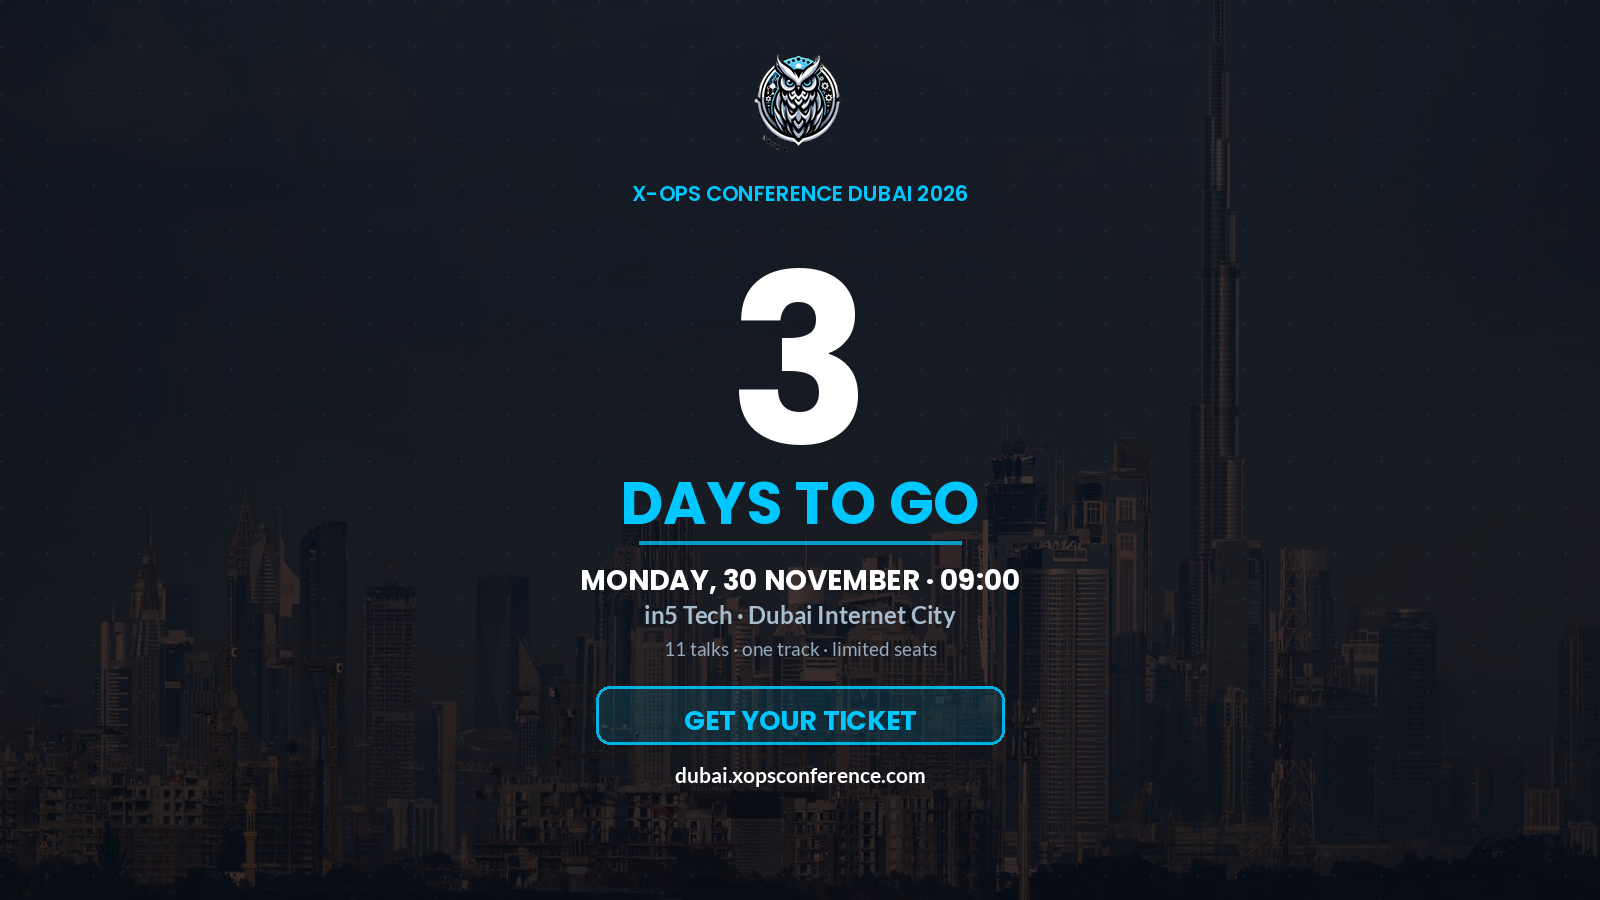 X-OPS CONFERENCE DUBAI 2026
3
DAYS TO GO
MONDAY, 30 NOVEMBER · 09:00
in5 Tech · Dubai Internet City
11 talks · one track · limited seats
GET YOUR TICKET
dubai.xopsconference.com
DAMAC